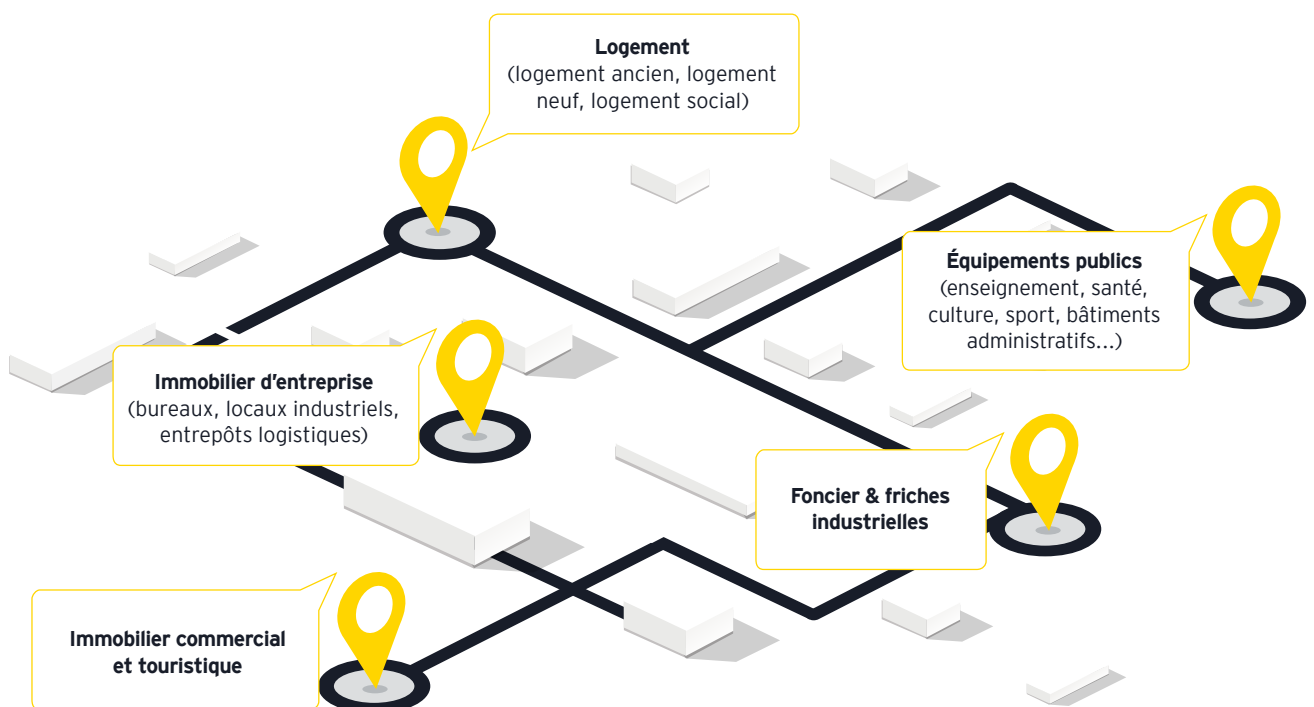 Logement
(logement ancien, logement
neuf, logement social)
Équipements publics
(enseignement, santé,
culture, sport, bâtiments
administratifs...)
Immobilier d'entreprise
(bureaux, locaux industriels,
entrepôts logistiques)
Foncier & friches
industrielles
Immobilier commercial
et touristique